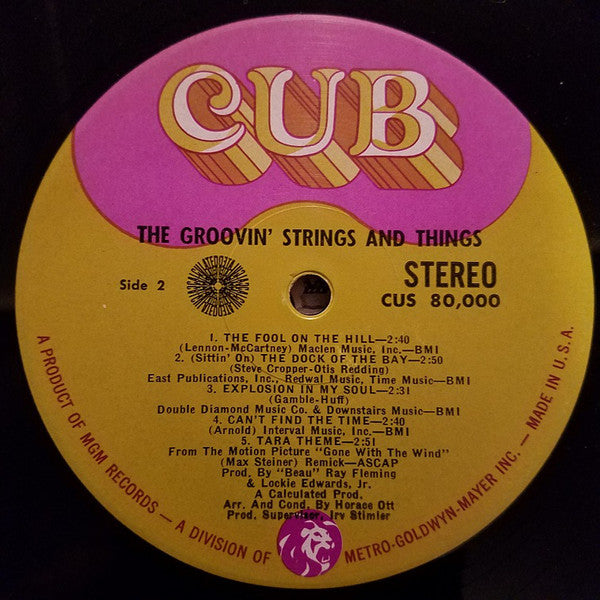 CUB
THE GROOVIN' STRINGS AND THINGS
Side 2
STEREO
CUS 80,000
1. THE FOOL ON THE HILL—2:40
(Lennon-McCartney) Maclen Music, Inc.—BMI
2. (Sittin' On) THE DOCK OF THE BAY—2:50
(Steve Cropper-Otis Redding)
East Publications, Inc., Redwal Music, Time Music—BMI
3. EXPLOSION IN MY SOUL—2:31
(Gamble-Huff)
Double Diamond Music Co. & Downstairs Music—BMI
4. CAN'T FIND THE TIME—2:40
(Arnold) Interval Music, Inc.—BMI
5. TARA THEME—2:51
From The Motion Picture "Gone With The Wind"
(Max Steiner) Remick—ASCAP
Prod. By "Beau" Ray Fleming
& Lockie Edwards, Jr.
A Calculated Prod.
Arr. And Cond. By Horace Ott
Prod. Supervisor, Irv Stimler
A PRODUCT OF MGM RECORDS — A DIVISION OF METRO-GOLDWYN-MAYER INC. — MADE IN U.S.A.